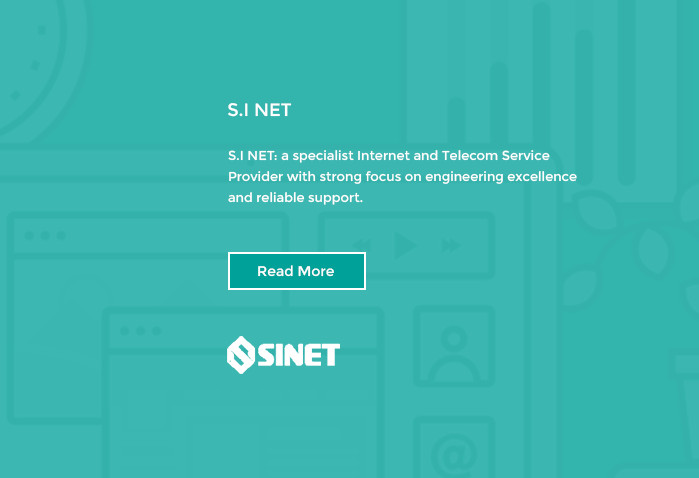 S.I NET
S.I NET: a specialist Internet and Telecom Service
Provider with strong focus on engineering excellence
and reliable support.
Read More
SINET
@